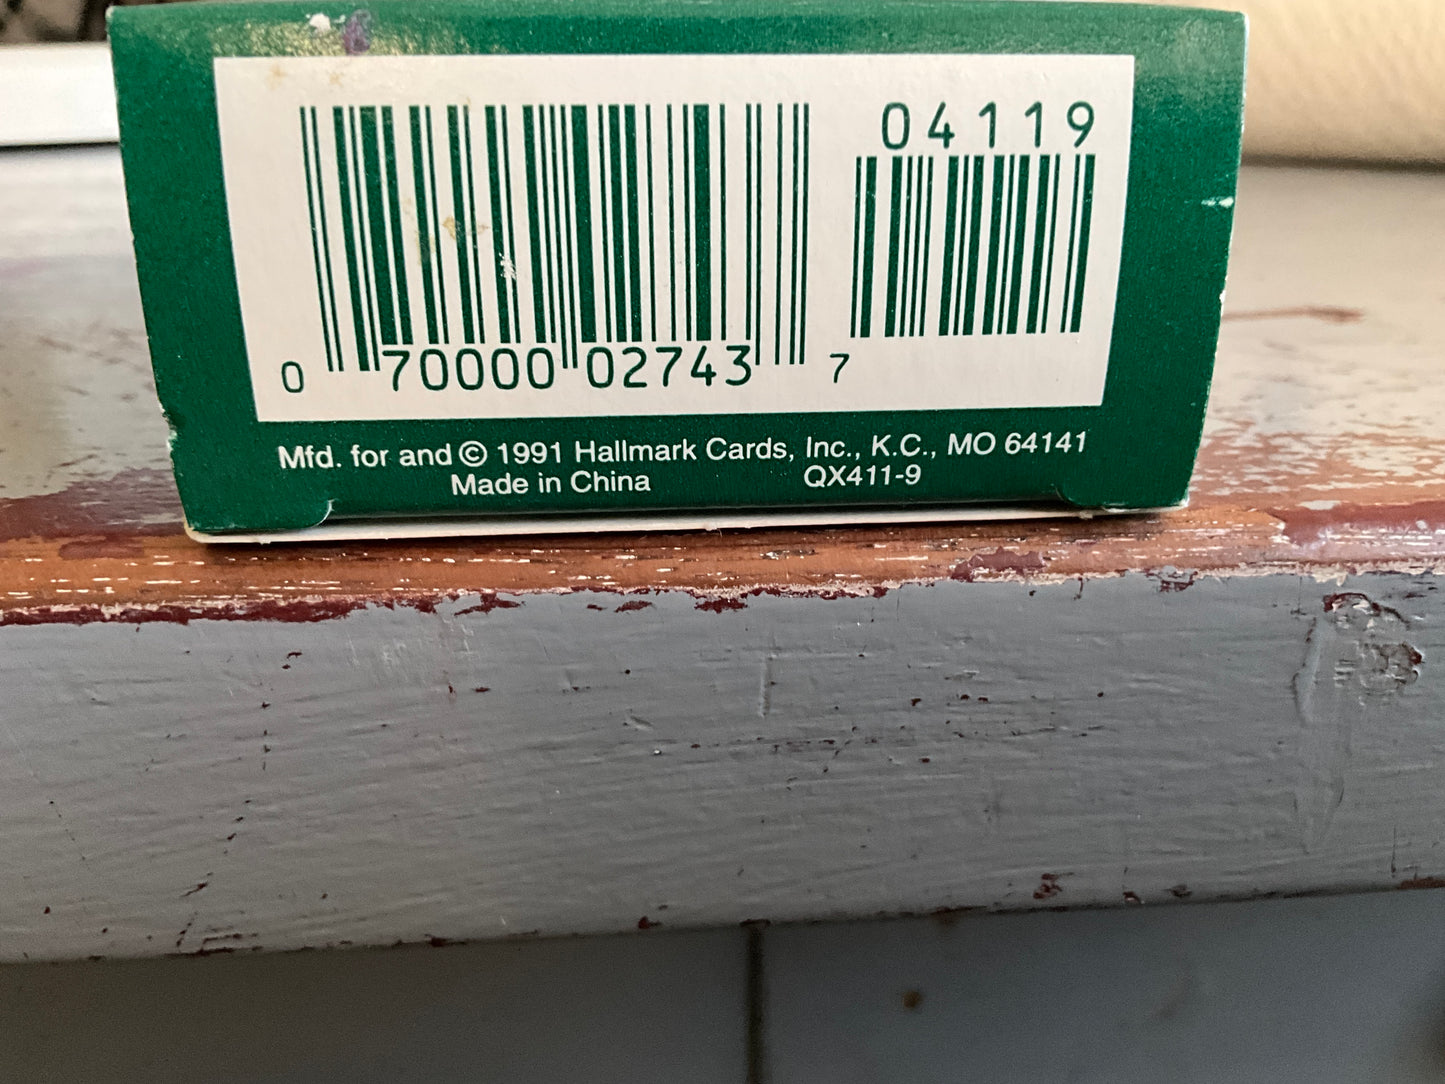 04119
0 70000 02743 7
Mfd. for and © 1991 Hallmark Cards, Inc., K.C., MO 64141
Made in China QX411-9